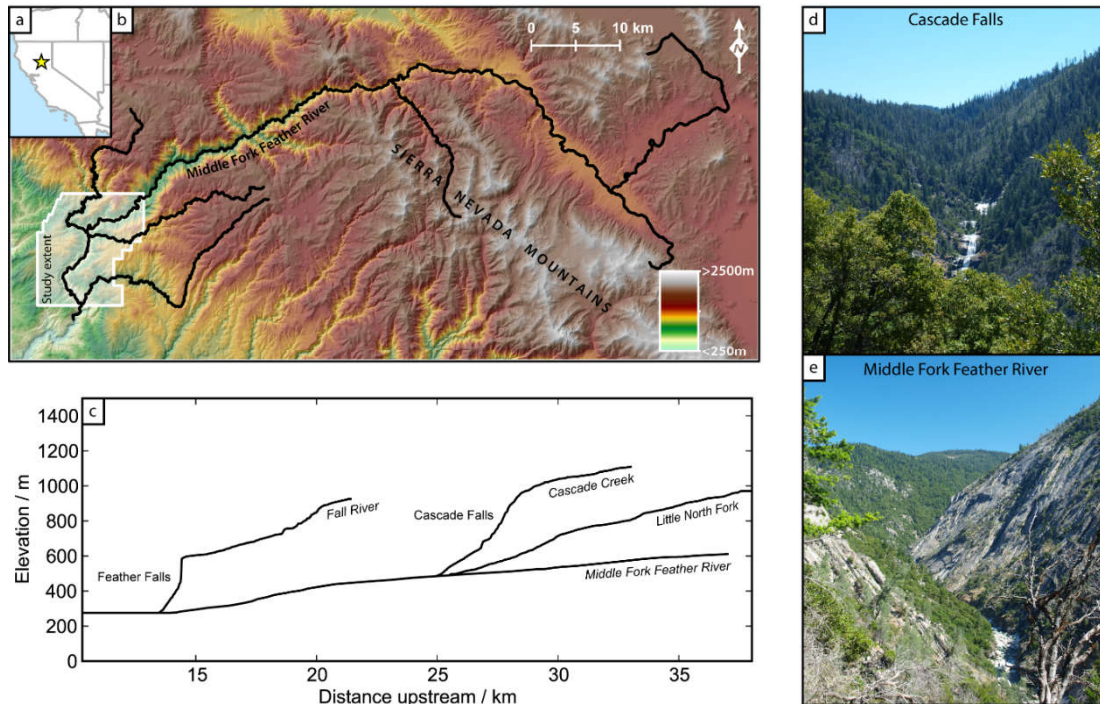 a
b
0 5 10 km
N
Middle Fork Feather River
SIERRA NEVADA MOUNTAINS
Study extent
>2500m
<250m
c
1400
1200
1000
800
600
400
200
0
Elevation / m
15 20 25 30 35
Distance upstream / km
Feather Falls
Fall River
Cascade Falls
Cascade Creek
Little North Fork
Middle Fork Feather River
d
Cascade Falls
e
Middle Fork Feather River